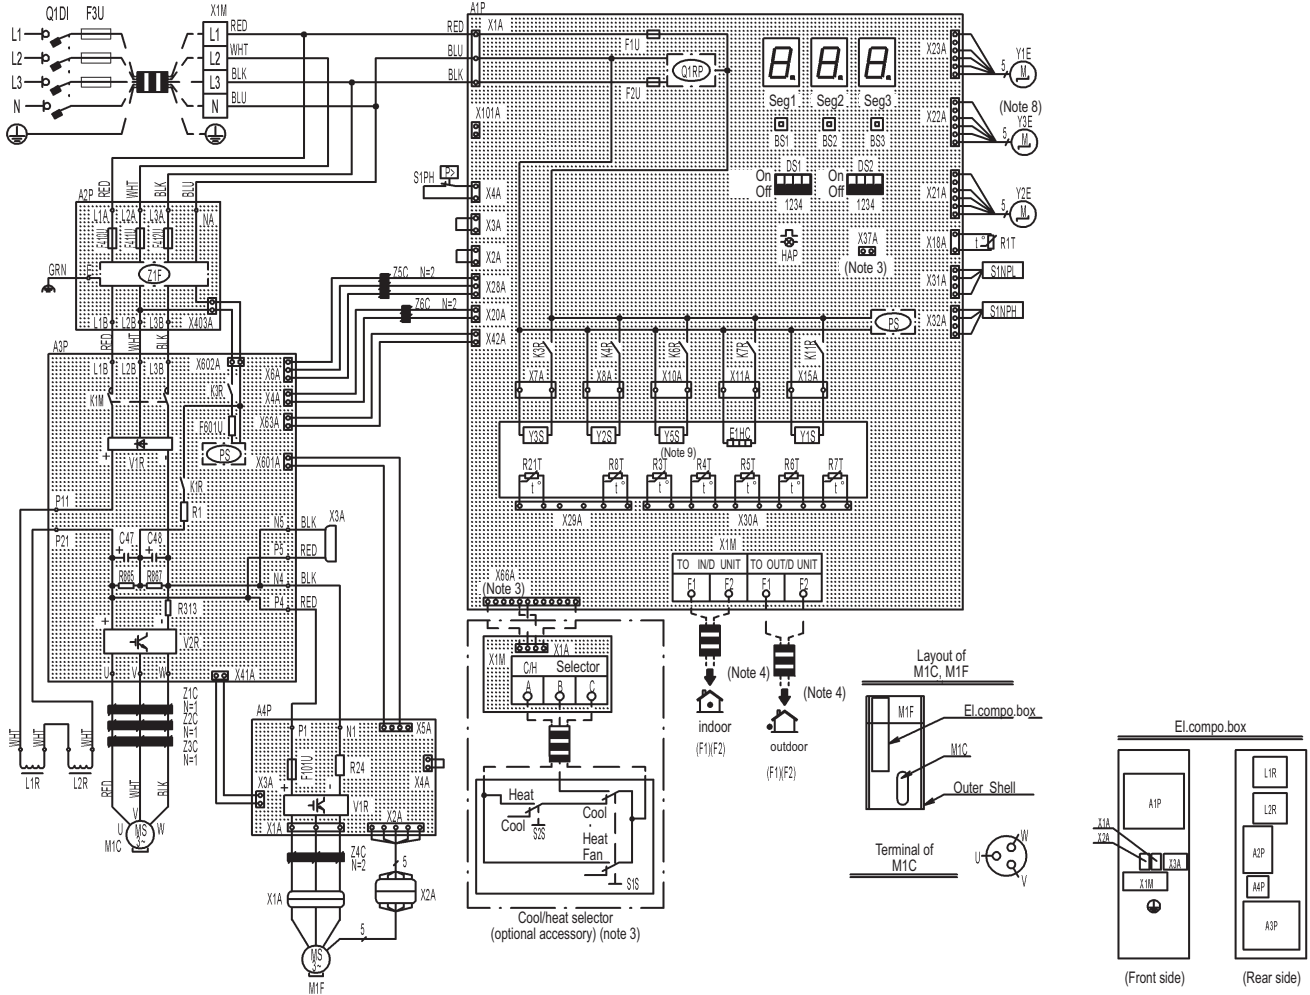 Q1DI F3U X1M
L1 L1 RED
L2 L2 WHT
L3 L3 BLK
N N BLU
A1P
RED X1A
BLU
BLK
F1U
Q1RP
F2U
X101A
Seg1 Seg2 Seg3
BS1 BS2 BS3
DS1 DS2
On On
Off Off
1234 1234
HAP X37A
(Note 3)
X23A 5 Y1E M
(Note 8)
X22A 5 Y3E M
X21A 5 Y2E M
X18A t° R1T
X31A S1NPL
X32A S1NPH
S1PH P> X4A
X3A
X2A
Z5C N=2 X28A
Z6C N=2 X20A
X42A
PS
RED WHT BLK BLU
A2P
L1A L2A L3A NA
F410U F411U F412U
GRN E Z1F
L1B L2B L3B X403A
RED WHT BLK
A3P
L1B L2B L3B X602A
X6A
K1M K3R X4A
F601U X63A
V1R PS X601A
K1R
P11 R1
P21 C47 C48
N5 BLK X3A
P5 RED
R865 R867
N4 BLK
R313 P4 RED
V2R
U V W X41A
Z1C
N=1
Z2C
N=1
Z3C
N=1
WHT WHT WHT WHT
L1R L2R
RED WHT BLK
U V W
MS
3~
M1C
A4P
P1 N1 X5A
F101U R24 X4A
X3A V1R
X1A X2A
Z4C
N=2
5
X1A X2A
5
MS
3~
M1F
K3R K4R K6R K7R K11R
X7A X8A X10A X11A X15A
Y3S Y2S Y5S E1HC Y1S
(Note 9)
R21T R8T R3T R4T R5T R6T R7T
t° t° t° t° t° t° t°
X29A X30A
X1M
TO IN/D UNIT TO OUT/D UNIT
F1 F2 F1 F2
X66A
(Note 3)
X1M X1A
C/H Selector
A B C
Heat
Cool S2S
Cool
Heat
Fan
S1S
Cool/heat selector
(optional accessory) (note 3)
(Note 4)
(Note 4)
indoor
(F1)(F2)
outdoor
(F1)(F2)
Layout of
M1C, M1F
M1F El.compo.box
M1C
Outer Shell
Terminal of
M1C
U W V
El.compo.box
A1P
X1A
X2A
X3A
X1M
L1R
L2R
A2P
A4P
A3P
(Front side) (Rear side)